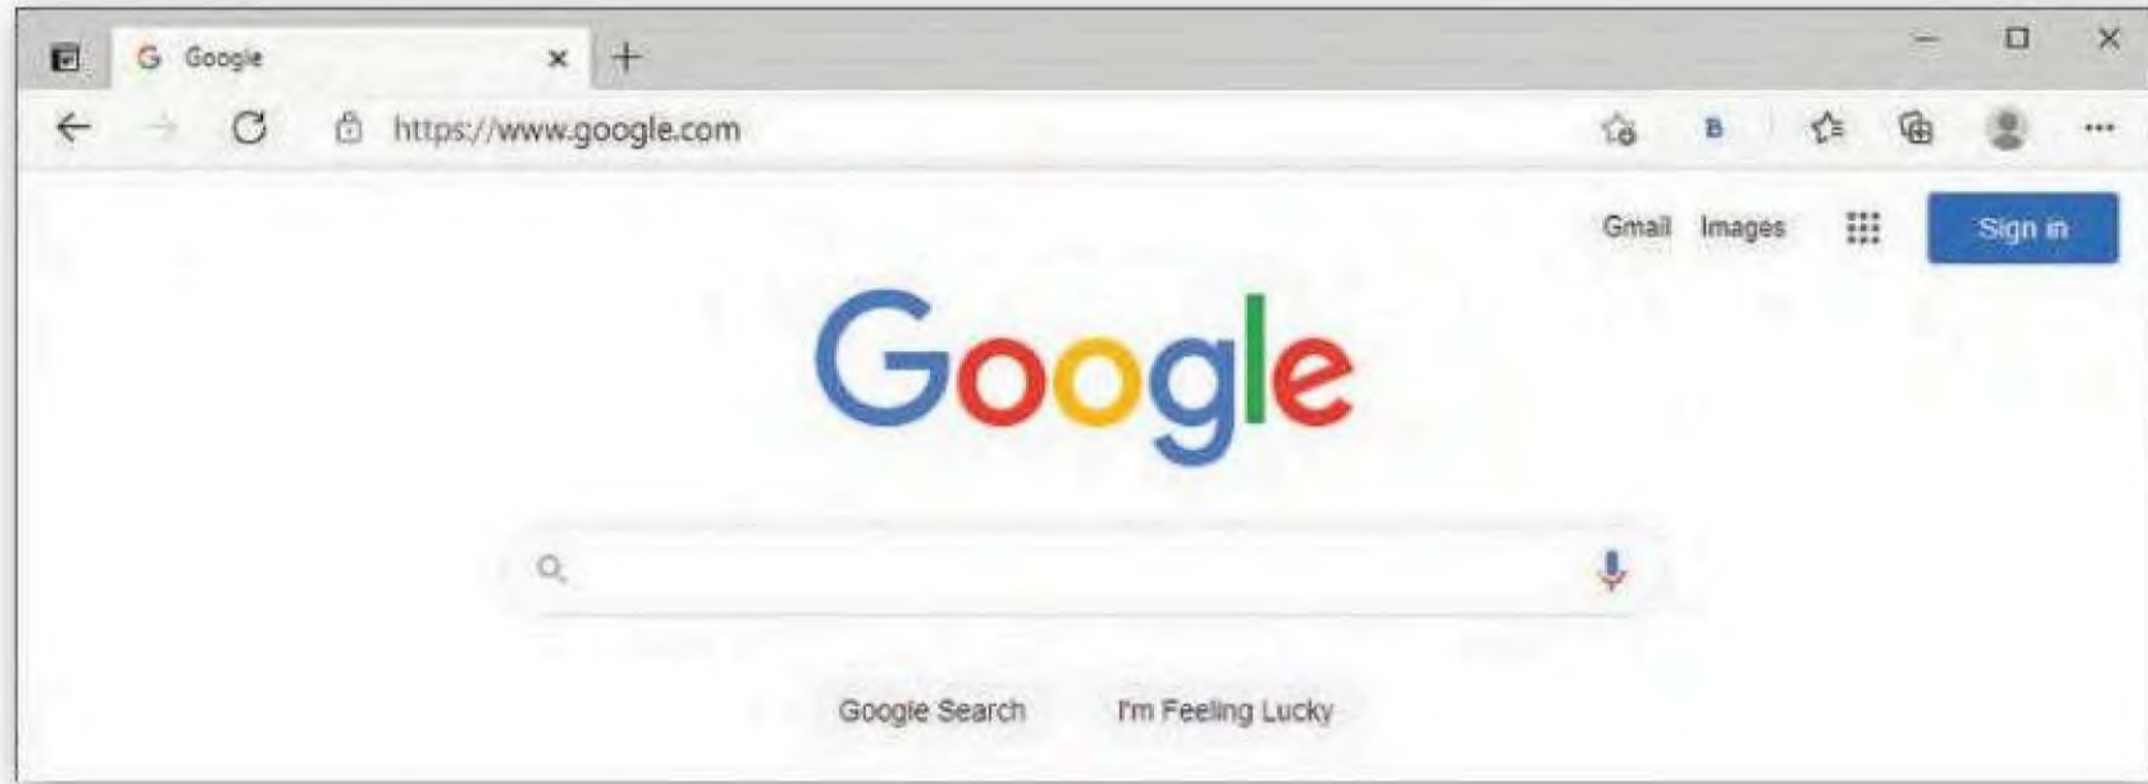 Google
https://www.google.com
B
Gmail Images
Sign in
Google
Google Search I'm Feeling Lucky